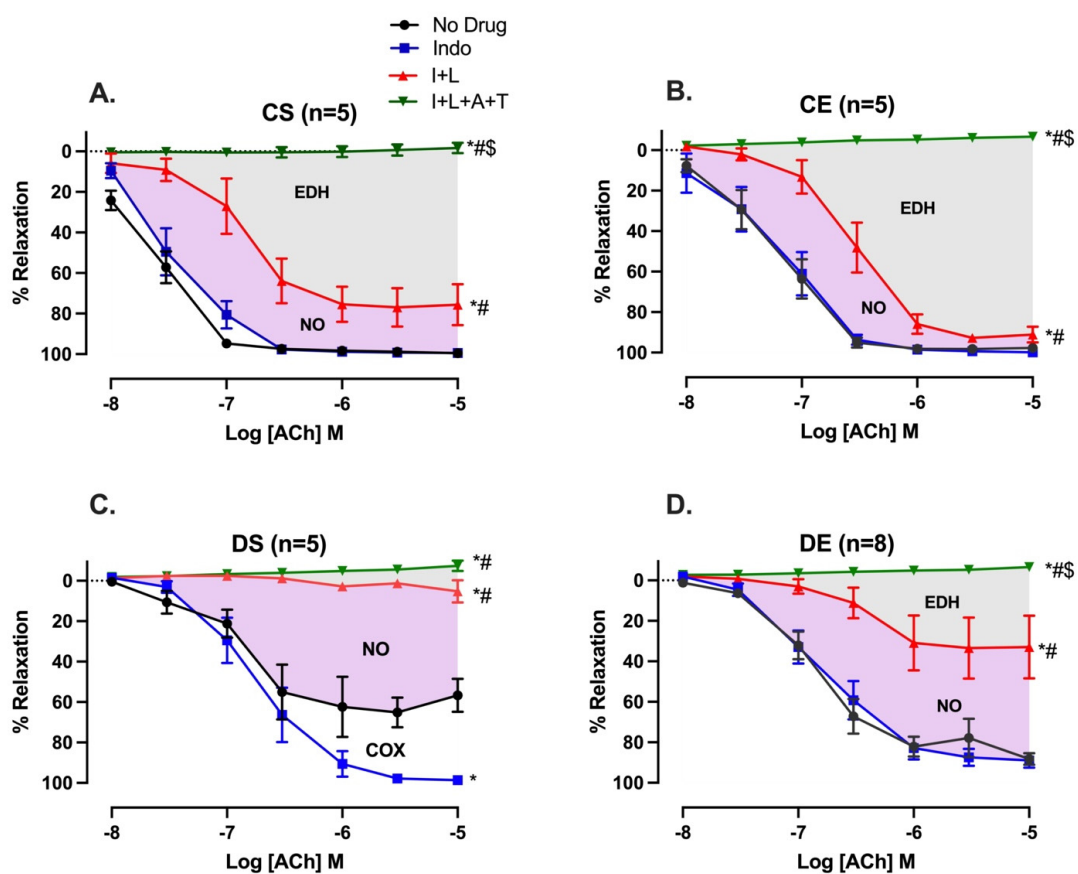 No Drug
Indo
I+L
I+L+A+T
A.
CS (n=5)
0
20
40
60
80
100
% Relaxation
EDH
NO
*#$
*#
-8
-7
-6
-5
Log [ACh] M
B.
CE (n=5)
0
20
40
60
80
100
% Relaxation
EDH
NO
*#$
*#
-8
-7
-6
-5
Log [ACh] M
C.
DS (n=5)
0
20
40
60
80
100
% Relaxation
NO
COX
*#
*#
*
-8
-7
-6
-5
Log [ACh] M
D.
DE (n=8)
0
20
40
60
80
100
% Relaxation
EDH
NO
*#$
*#
-8
-7
-6
-5
Log [ACh] M